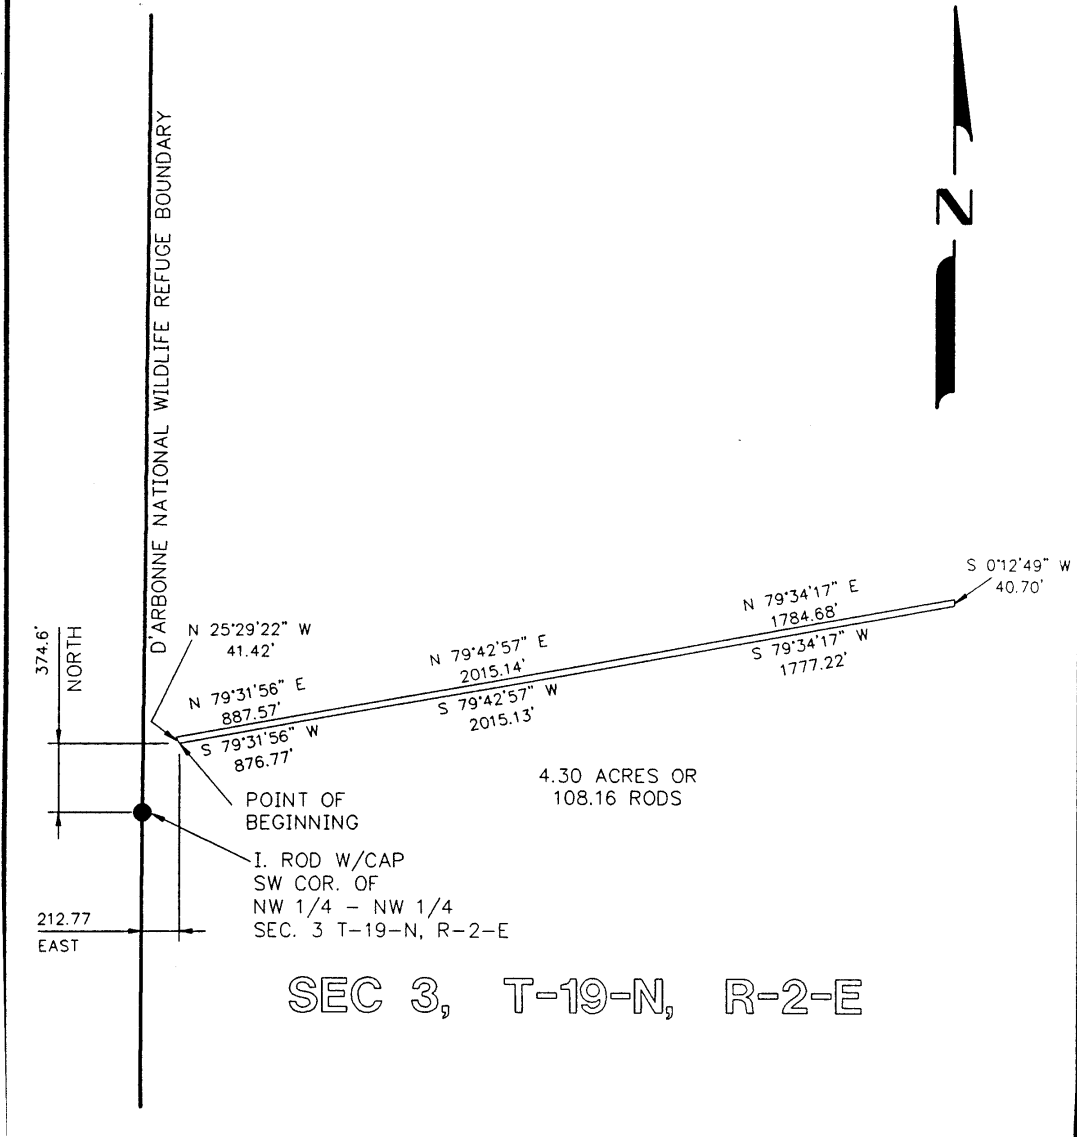 N
D'ARBONNE NATIONAL WILDLIFE REFUGE BOUNDARY
S 0°12'49" W
40.70'
N 79°34'17" E
1784.68'
S 79°34'17" W
1777.22'
374.6'
NORTH
N 25°29'22" W
41.42'
N 79°42'57" E
2015.14'
S 79°42'57" W
2015.13'
N 79°31'56" E
887.57'
S 79°31'56" W
876.77'
4.30 ACRES OR
108.16 RODS
POINT OF
BEGINNING
I. ROD W/CAP
SW COR. OF
NW 1/4 - NW 1/4
SEC. 3 T-19-N, R-2-E
212.77
EAST
SEC 3, T-19-N, R-2-E